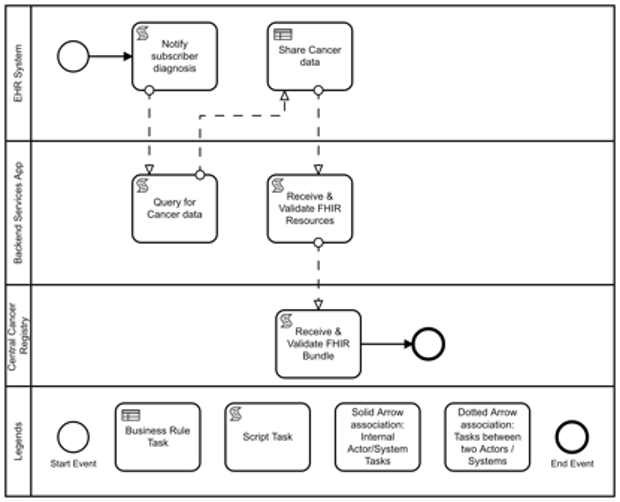 EHR System
Notify
subscriber
diagnosis
Share Cancer
data
Backend Services App
Query for
Cancer data
Receive &
Validate FHIR
Resources
Central Cancer
Registry
Receive &
Validate FHIR
Bundle
Legends
Start Event
Business Rule
Task
Script Task
Solid Arrow
association:
Internal
Actor/System
Tasks
Dotted Arrow
association:
Tasks between
two Actors /
Systems
End Event